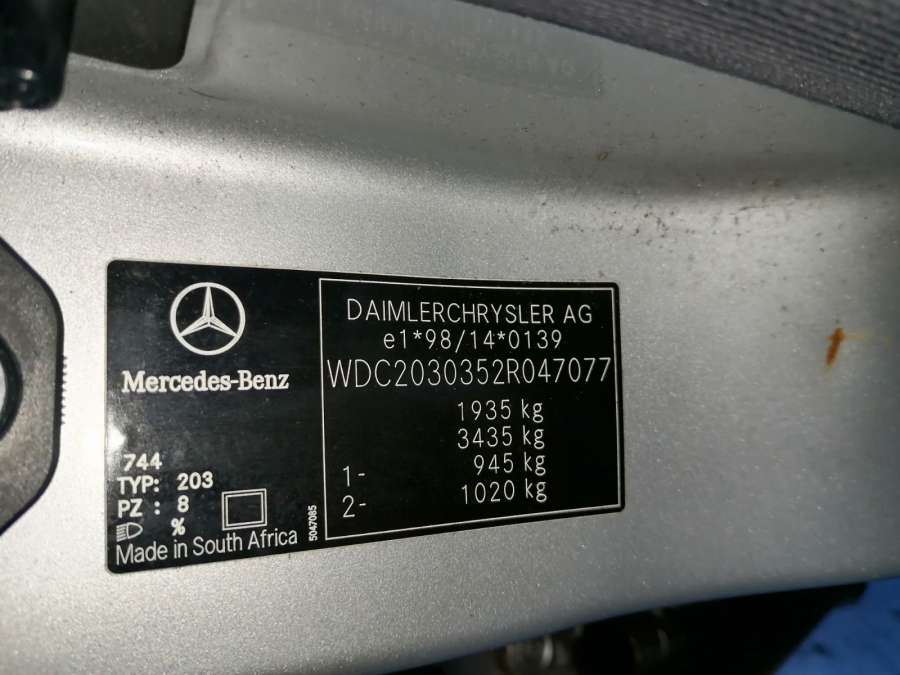 Mercedes-Benz
744
TYP: 203
PZ : 8
%
Made in South Africa
5047085
DAIMLERCHRYSLER AG
e1*98/14*0139
WDC2030352R047077
1935 kg
3435 kg
1- 945 kg
2- 1020 kg